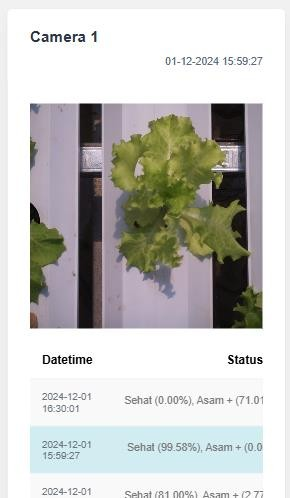 Camera 1
01-12-2024 15:59:27
Datetime Status
2024-12-01
16:30:01
Sehat (0.00%), Asam + (71.01
2024-12-01
15:59:27
Sehat (99.58%), Asam + (0.0
2024-12-01
Sehat (81.00%), Asam + (2.77